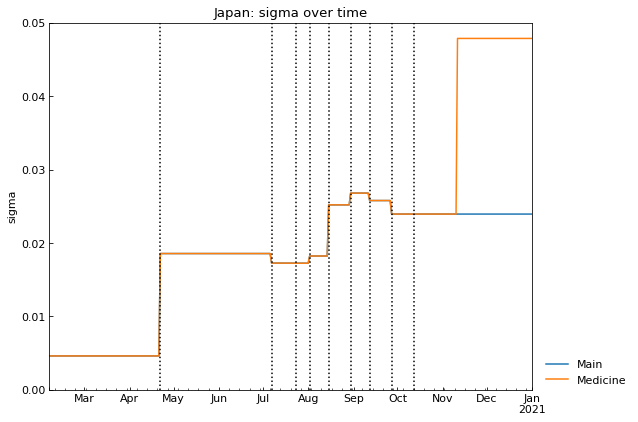 Japan: sigma over time
0.05
0.04
0.03
0.02
0.01
0.00
sigma
Mar Apr May Jun Jul Aug Sep Oct Nov Dec Jan
2021
Main
Medicine